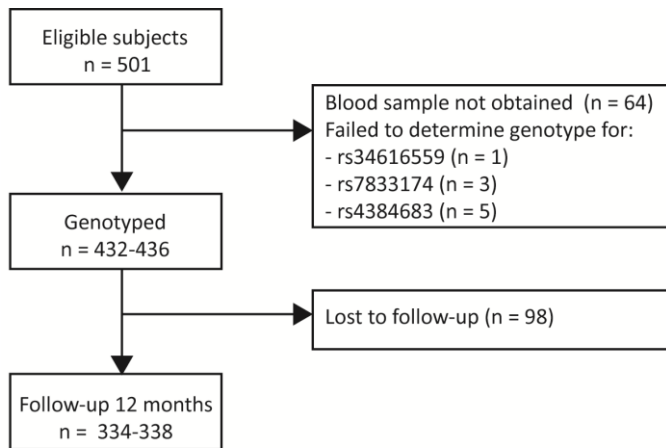 Eligible subjects
n = 501
Blood sample not obtained (n = 64)
Failed to determine genotype for:
- rs34616559 (n = 1)
- rs7833174 (n = 3)
- rs4384683 (n = 5)
Genotyped
n = 432-436
Lost to follow-up (n = 98)
Follow-up 12 months
n = 334-338